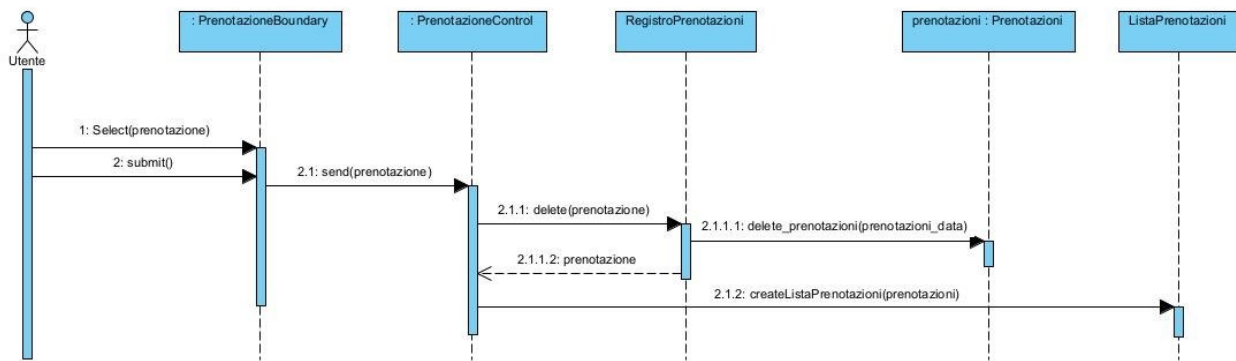 : PrenotazioneBoundary
: PrenotazioneControl
RegistroPrenotazioni
prenotazioni : Prenotazioni
ListaPrenotazioni
Utente
1: Select(prenotazione)
2: submit()
2.1: send(prenotazione)
2.1.1: delete(prenotazione)
2.1.1.1: delete_prenotazioni(prenotazioni_data)
2.1.1.2: prenotazione
2.1.2: createListaPrenotazioni(prenotazioni)